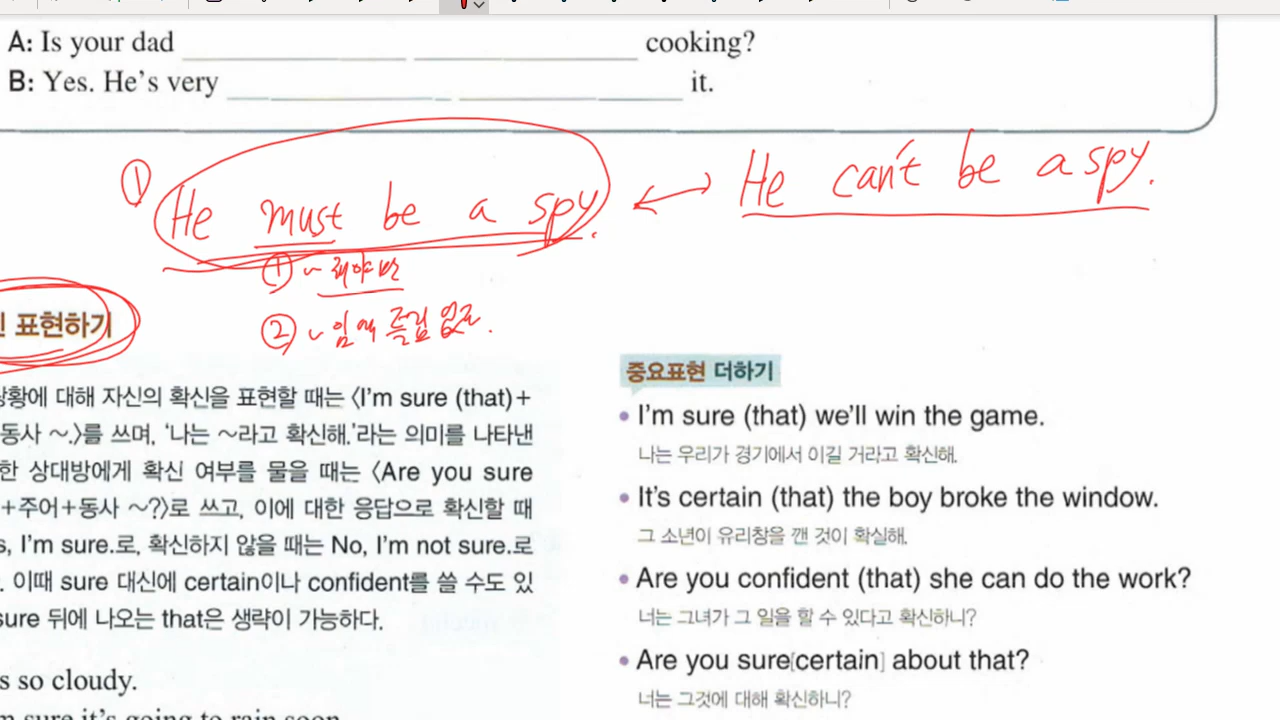 A: Is your dad cooking?
B: Yes. He's very it.
① He must be a spy. ↔ He can't be a spy.
① ~해야만
② ~임에 틀림 없다.
표현하기
상황에 대해 자신의 확신을 표현할 때는 〈I'm sure (that)+
동사 ~.〉를 쓰며, '나는 ~라고 확신해.'라는 의미를 나타낸
한 상대방에게 확신 여부를 물을 때는 〈Are you sure
+주어+동사 ~?〉로 쓰고, 이에 대한 응답으로 확신할 때
s, I'm sure.로, 확신하지 않을 때는 No, I'm not sure.로
. 이때 sure 대신에 certain이나 confident를 쓸 수도 있
sure 뒤에 나오는 that은 생략이 가능하다.
s so cloudy.
m sure it's going to rain soon.
중요표현 더하기
• I'm sure (that) we'll win the game.
나는 우리가 경기에서 이길 거라고 확신해.
• It's certain (that) the boy broke the window.
그 소년이 유리창을 깬 것이 확실해.
• Are you confident (that) she can do the work?
너는 그녀가 그 일을 할 수 있다고 확신하니?
• Are you sure[certain] about that?
너는 그것에 대해 확신하니?